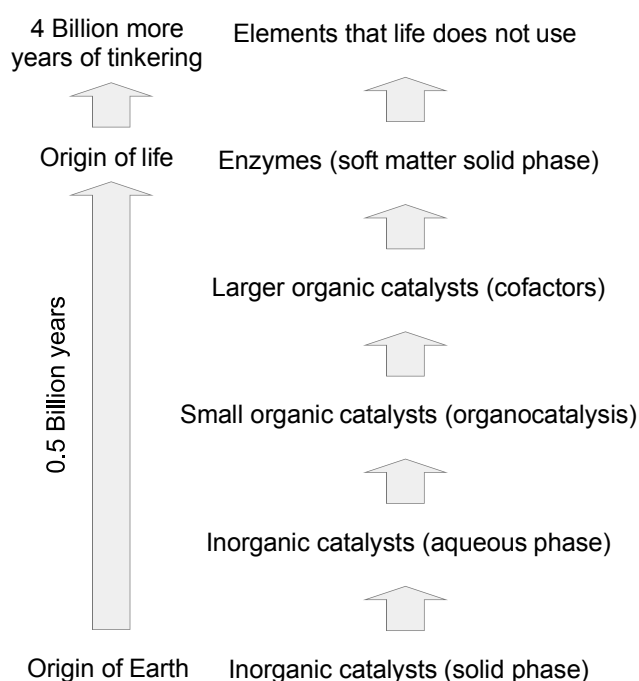 4 Billion more
years of tinkering
Elements that life does not use
Origin of life
Enzymes (soft matter solid phase)
Larger organic catalysts (cofactors)
0.5 Billion years
Small organic catalysts (organocatalysis)
Inorganic catalysts (aqueous phase)
Origin of Earth
Inorganic catalysts (solid phase)